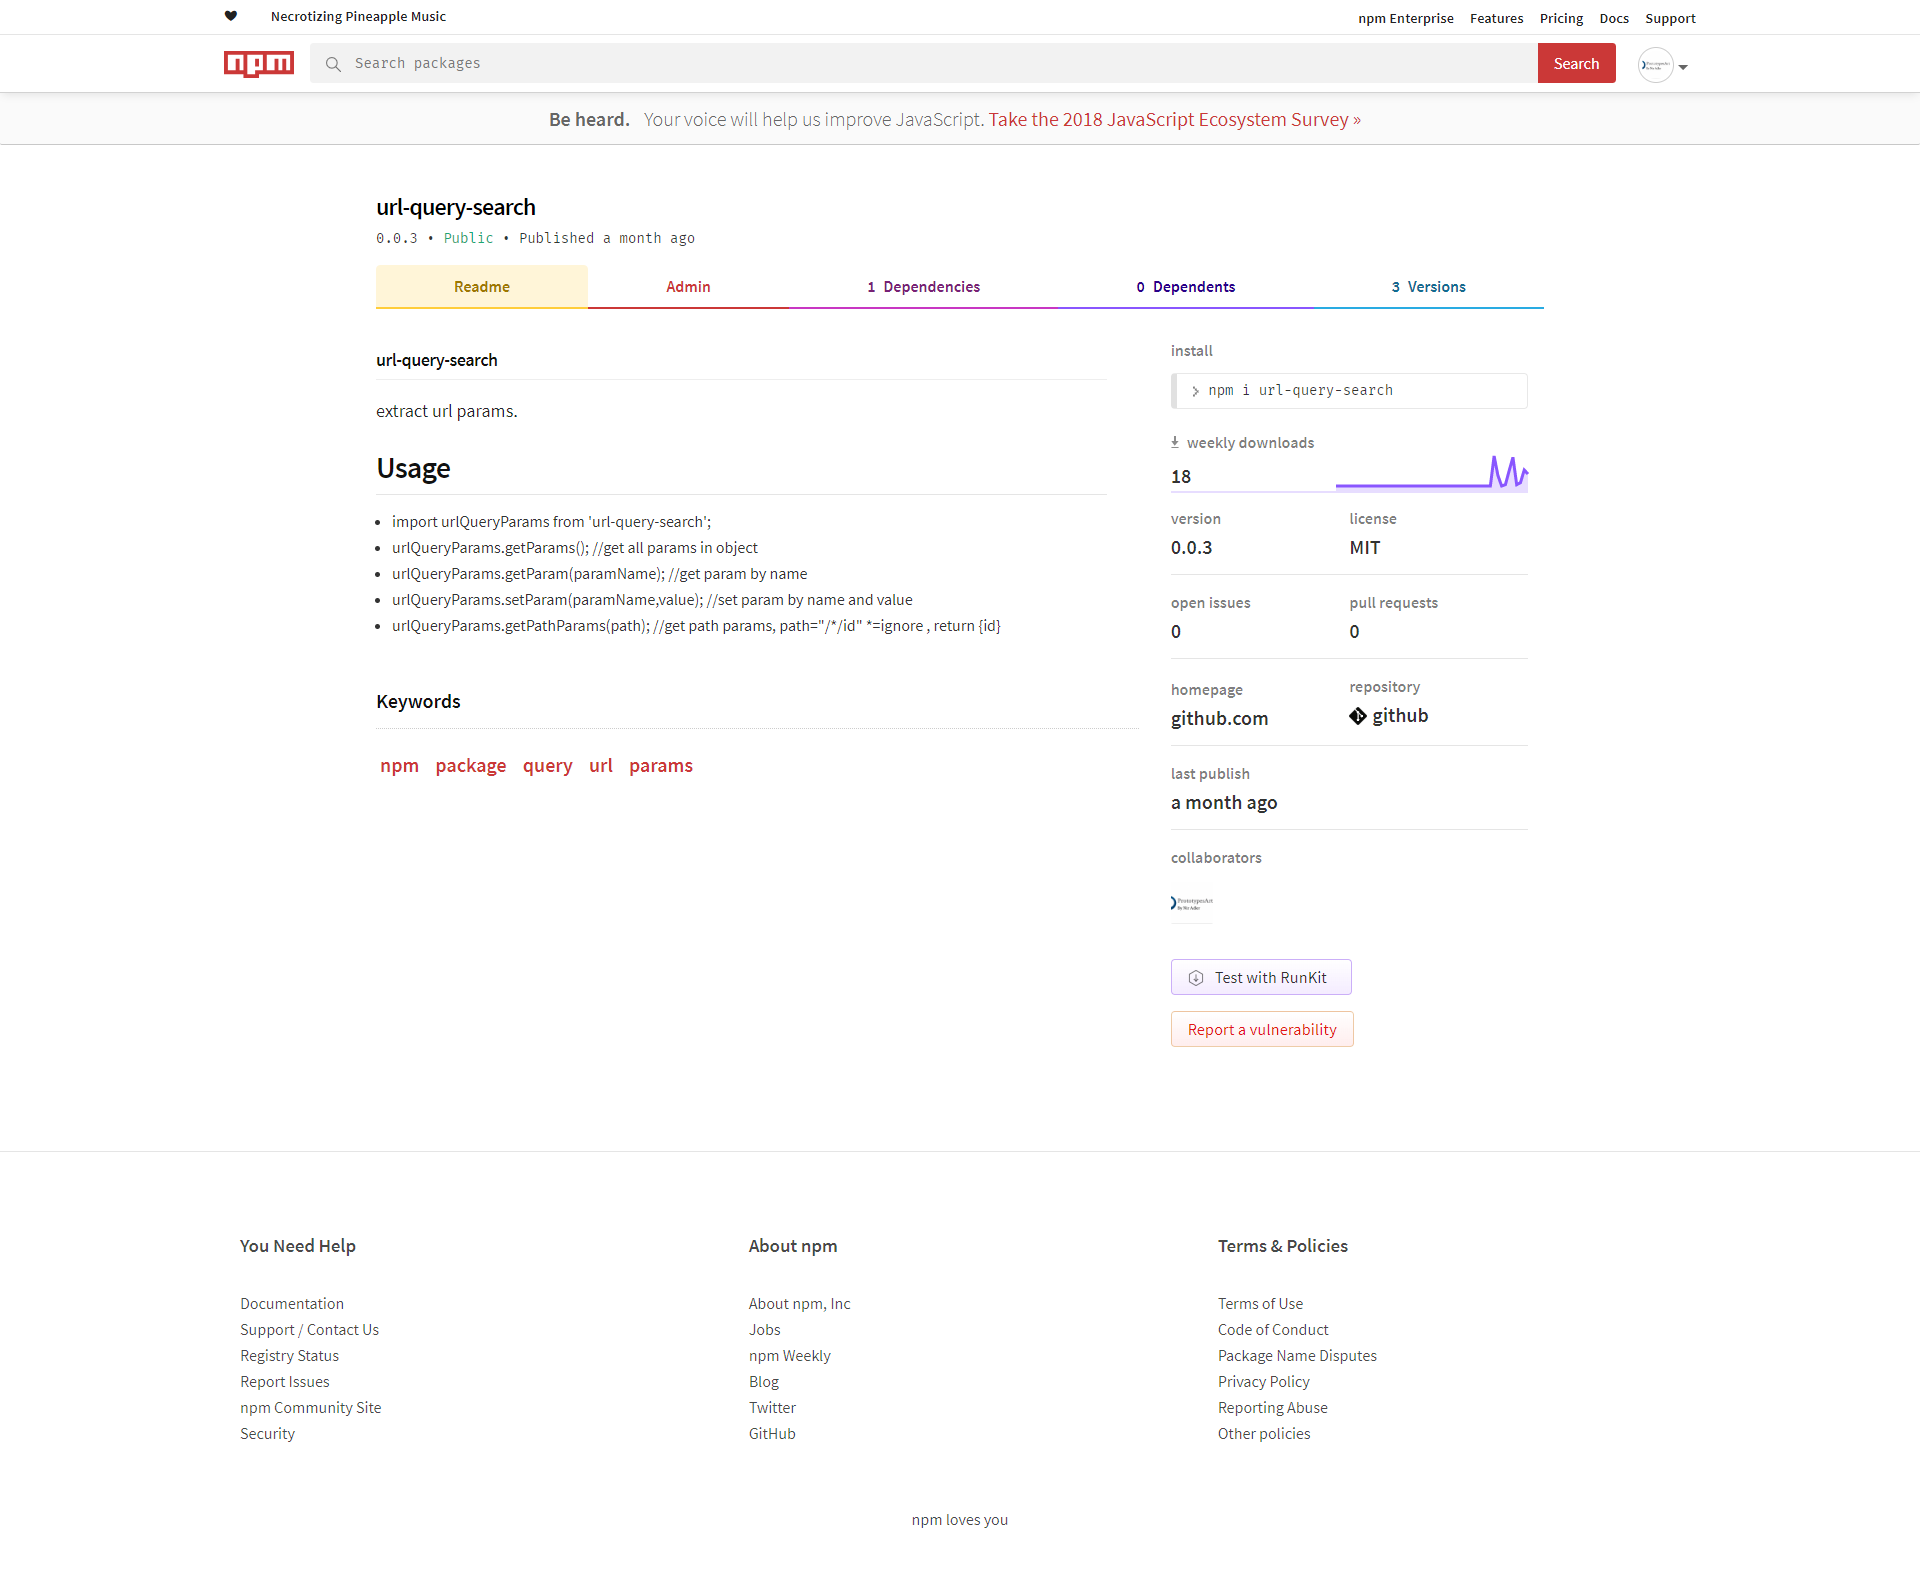 Necrotizing Pineapple Music
npm Enterprise Features Pricing Docs Support
npm
Search packages
Search
Be heard. Your voice will help us improve JavaScript. Take the 2018 JavaScript Ecosystem Survey »
url-query-search
0.0.3 • Public • Published a month ago
Readme
Admin
1 Dependencies
0 Dependents
3 Versions
url-query-search
extract url params.
Usage
• import urlQueryParams from 'url-query-search';
• urlQueryParams.getParams(); //get all params in object
• urlQueryParams.getParam(paramName); //get param by name
• urlQueryParams.setParam(paramName,value); //set param by name and value
• urlQueryParams.getPathParams(path); //get path params, path="/*/id" *=ignore , return {id}
Keywords
npm package query url params
install
npm i url-query-search
weekly downloads
18
version
0.0.3
license
MIT
open issues
0
pull requests
0
homepage
github.com
repository
github
last publish
a month ago
collaborators
PrototypesArt
By Nir Adler
Test with RunKit
Report a vulnerability
You Need Help
Documentation
Support / Contact Us
Registry Status
Report Issues
npm Community Site
Security
About npm
About npm, Inc
Jobs
npm Weekly
Blog
Twitter
GitHub
Terms & Policies
Terms of Use
Code of Conduct
Package Name Disputes
Privacy Policy
Reporting Abuse
Other policies
npm loves you